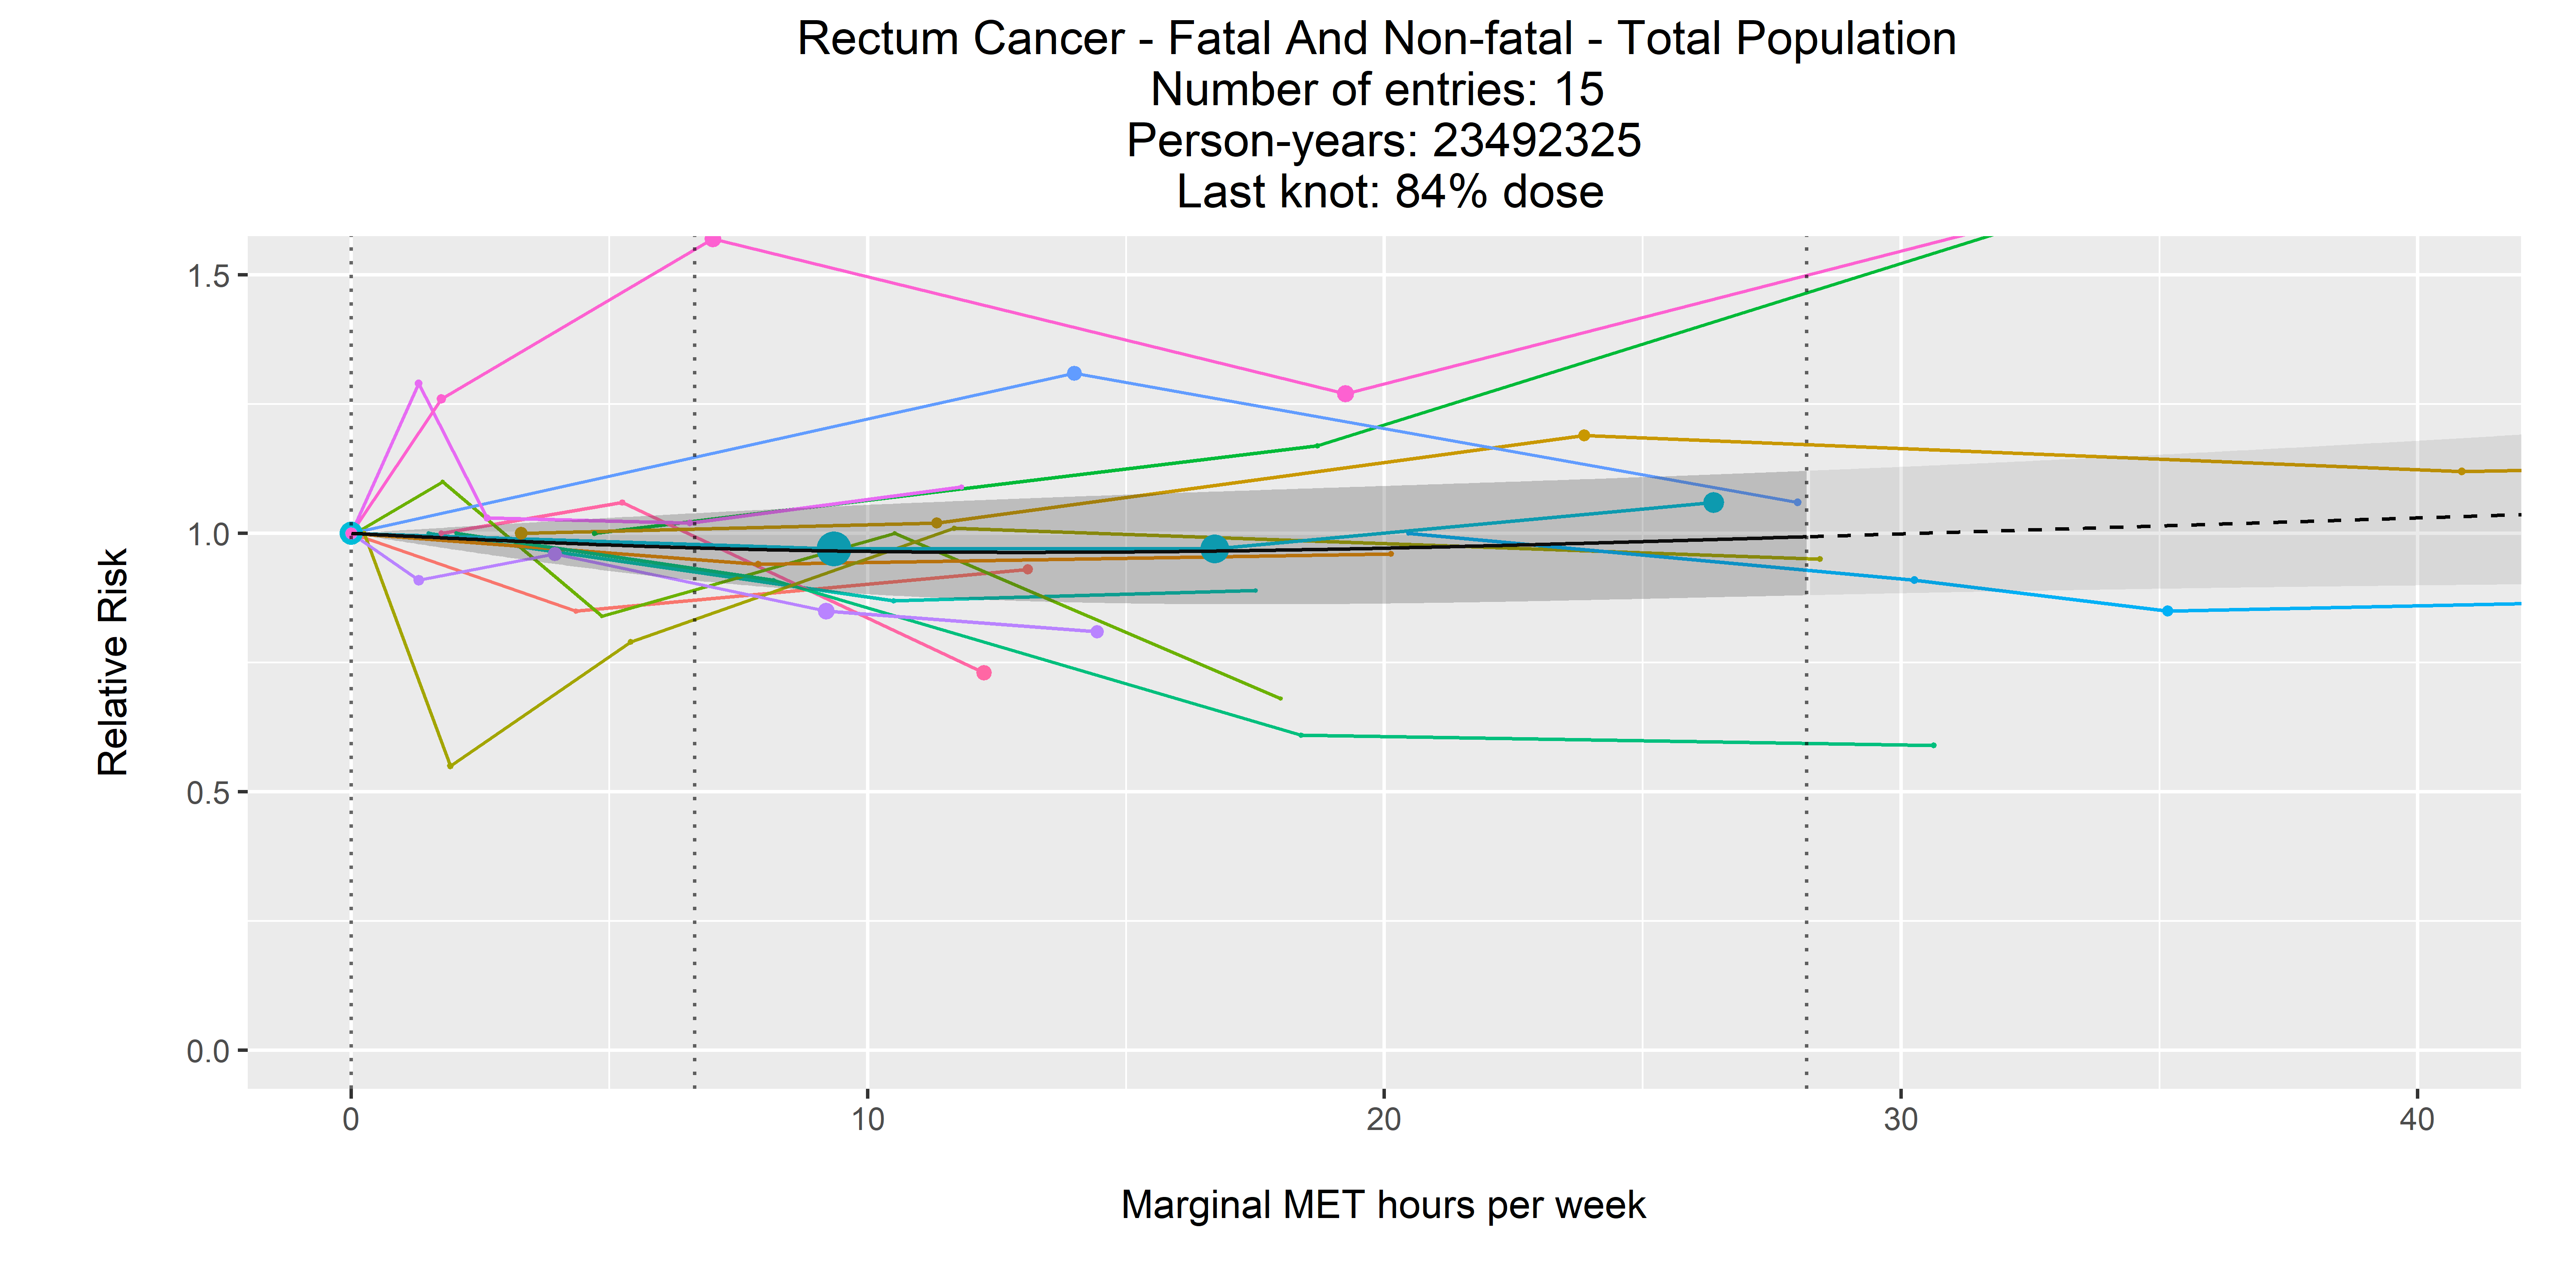 Rectum Cancer - Fatal And Non-fatal - Total Population
Number of entries: 15
Person-years: 23492325
Last knot: 84% dose
1.5
1.0
0.5
0.0
Relative Risk
0 10 20 30 40
Marginal MET hours per week